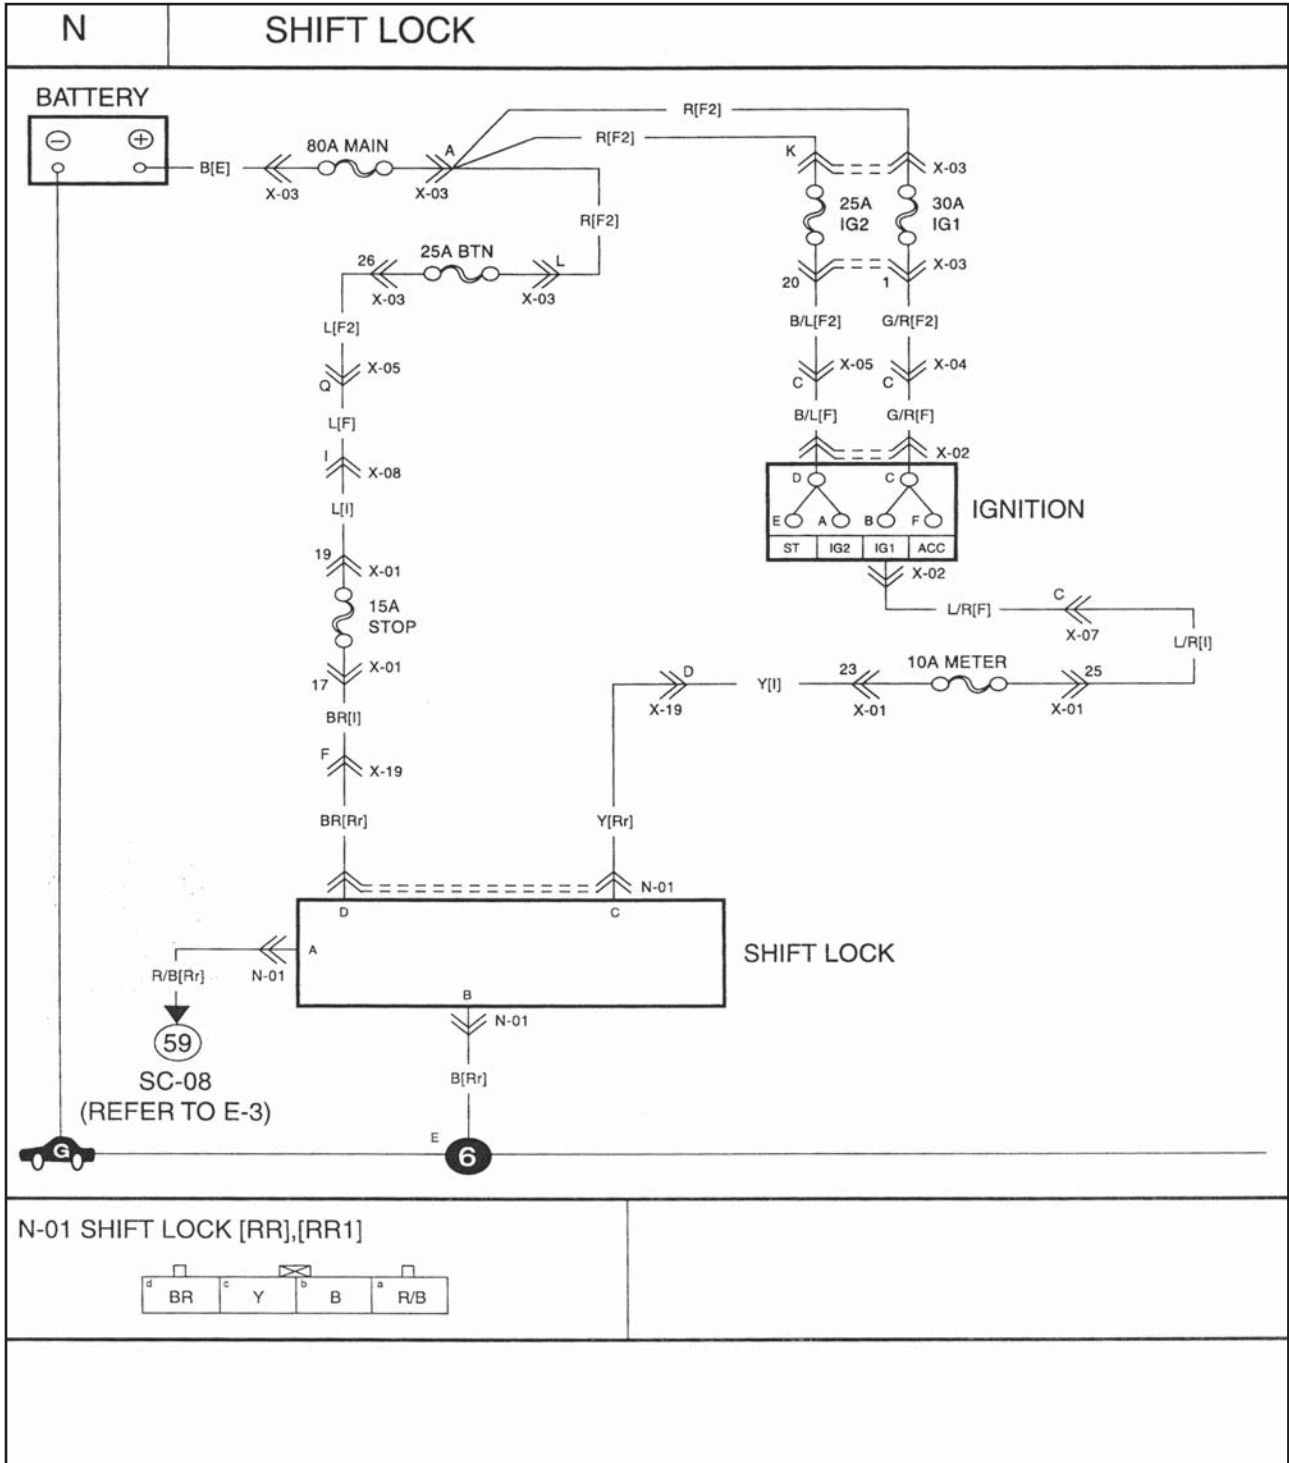 N
SHIFT LOCK
BATTERY
R[F2]
R[F2]
80A MAIN
A
K
B[E]
X-03
X-03
X-03
25A
IG2
30A
IG1
R[F2]
26
25A BTN
L
X-03
X-03
X-03
20
1
L[F2]
B/L[F2]
G/R[F2]
X-05
Q
X-05
X-04
C
C
L[F]
B/L[F]
G/R[F]
I
X-08
X-02
D
C
IGNITION
L[I]
E
A
B
F
ST
IG2
IG1
ACC
19
X-01
X-02
15A
STOP
L/R[F]
C
X-07
L/R[I]
X-01
17
D
Y[I]
23
10A METER
25
X-19
X-01
X-01
BR[I]
F
X-19
BR[Rr]
Y[Rr]
N-01
D
C
A
SHIFT LOCK
R/B[Rr]
N-01
B
N-01
59
SC-08
(REFER TO E-3)
B[Rr]
E
G
6
N-01 SHIFT LOCK [RR],[RR1]
d
c
b
a
BR
Y
B
R/B